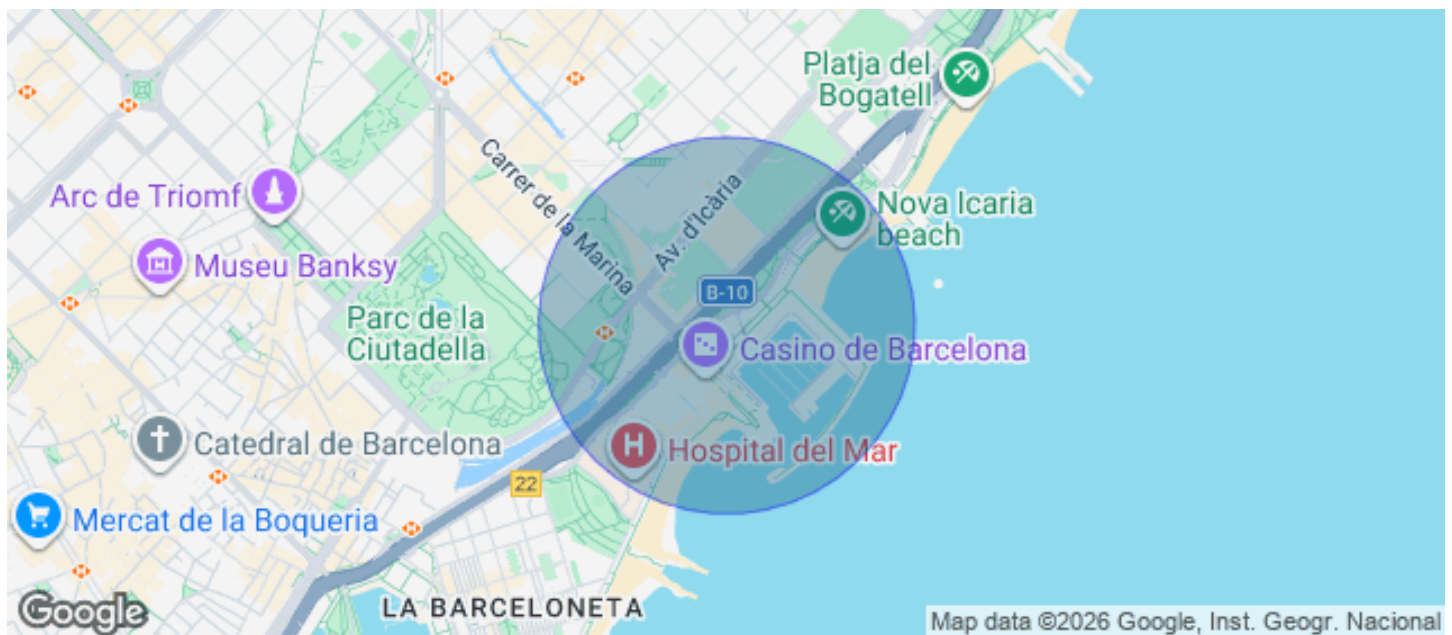 Platja del
Bogatell
Carrer de la Marina
Av. d'Icària
Arc de Triomf
Nova Icaria
beach
Museu Banksy
B-10
Parc de la
Ciutadella
Casino de Barcelona
Catedral de Barcelona
H
Hospital del Mar
22
Mercat de la Boqueria
LA BARCELONETA
Google
Map data ©2026 Google, Inst. Geogr. Nacional